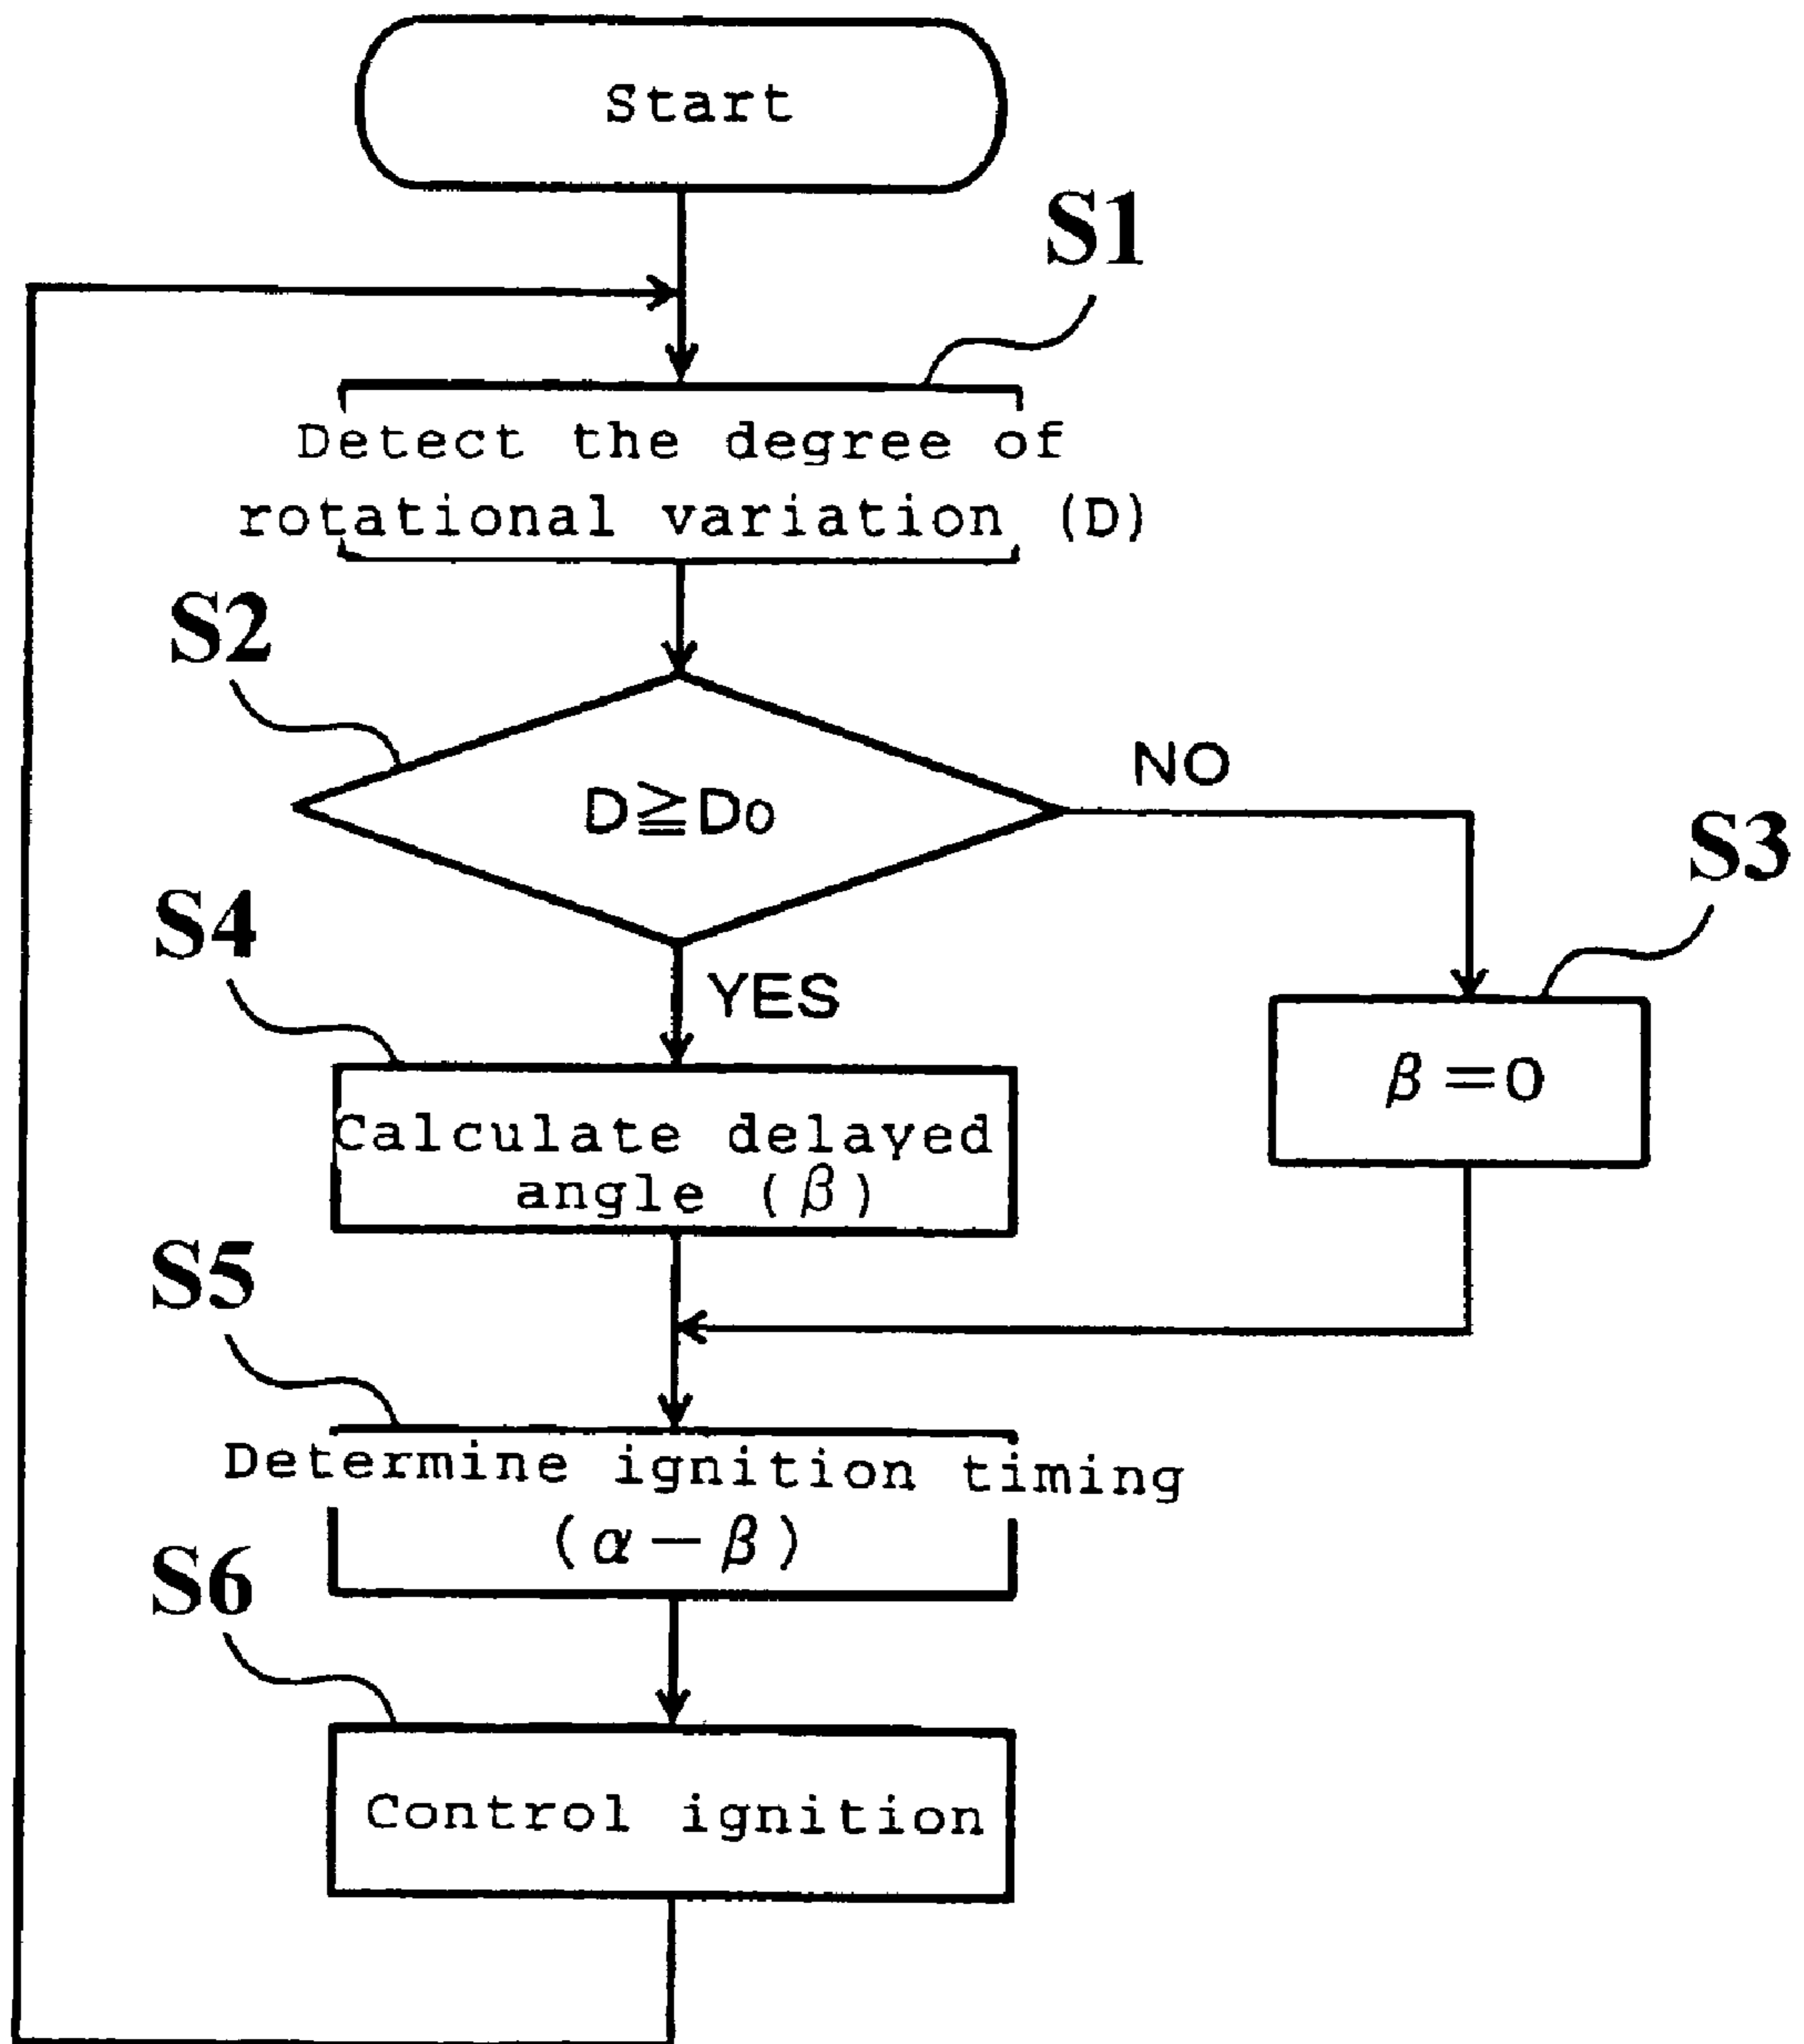 Start
S1
Detect the degree of
rotational variation (D)
S2
D≧D0
NO
S3
β=0
S4
YES
Calculate delayed
angle (β)
S5
Determine ignition timing
(α-β)
S6
Control ignition